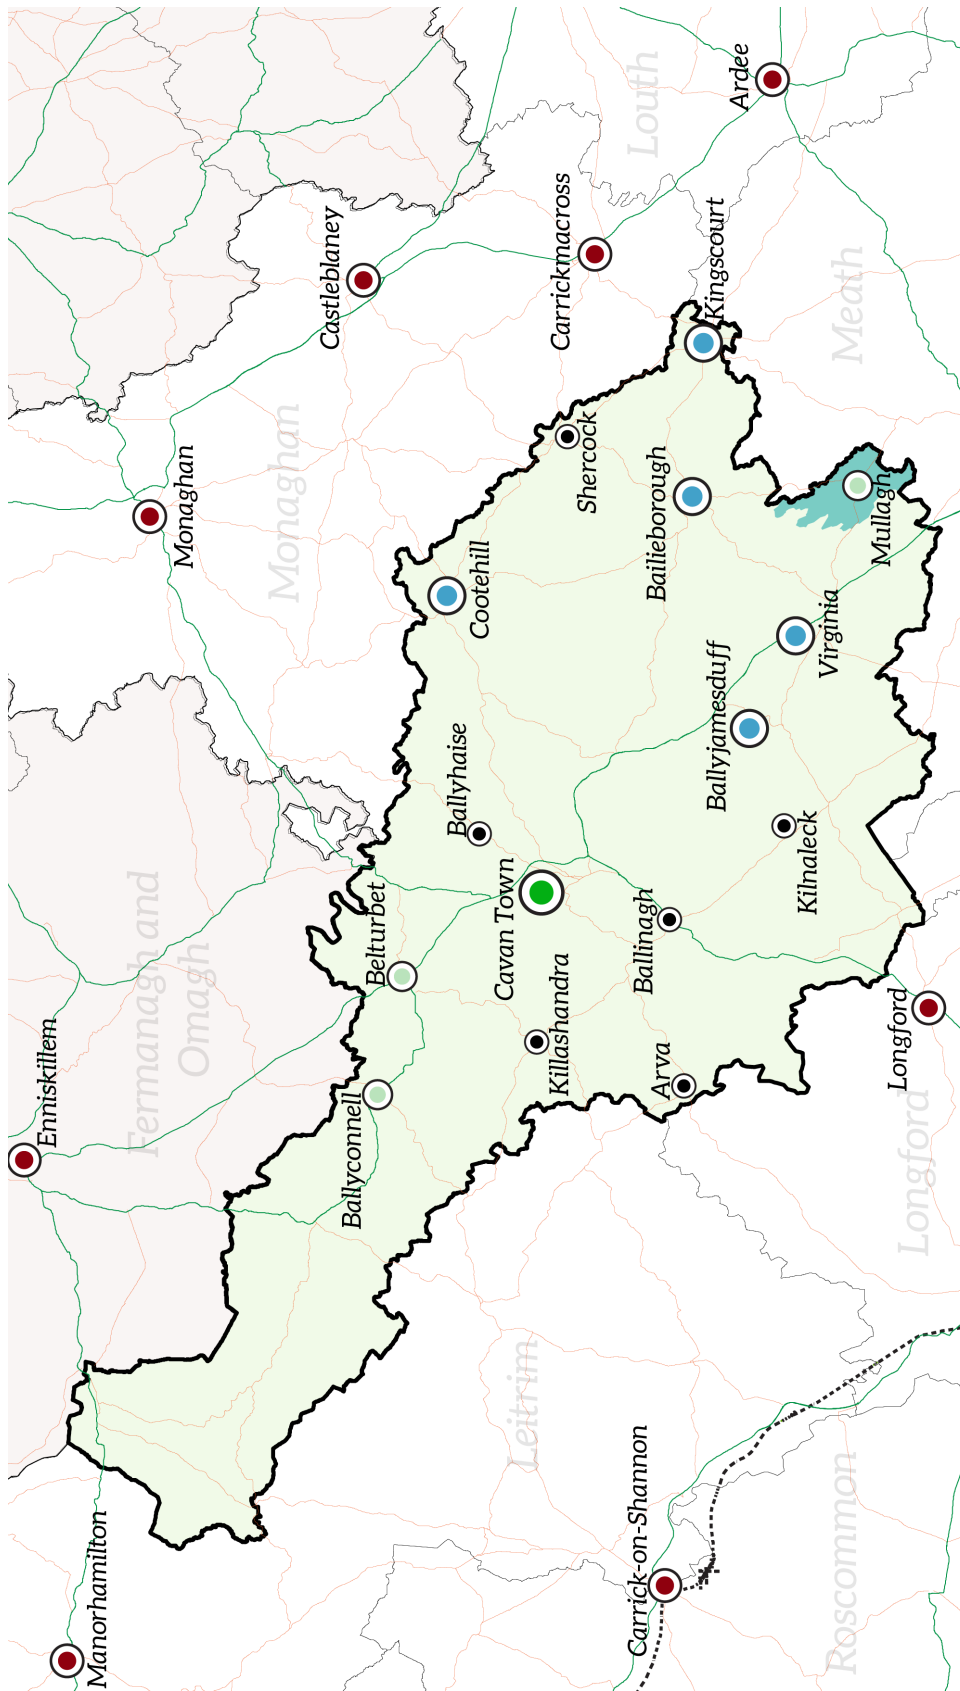 Manorhamilton
Enniskillem
Fermanagh and
Omagh
Monaghan
Monaghan
Castleblaney
Ballyconnell
Belturbet
Ballyhaise
Cootehill
Cavan Town
Killashandra
Shercock
Carrickmacross
Louth
Leitrim
Carrick-on-Shannon
Arva
Ballinagh
Bailieborough
Kingscourt
Ardee
Ballyjamesduff
Kilnaleck
Virginia
Mullagh
Meath
Longford
Longford
Roscommon